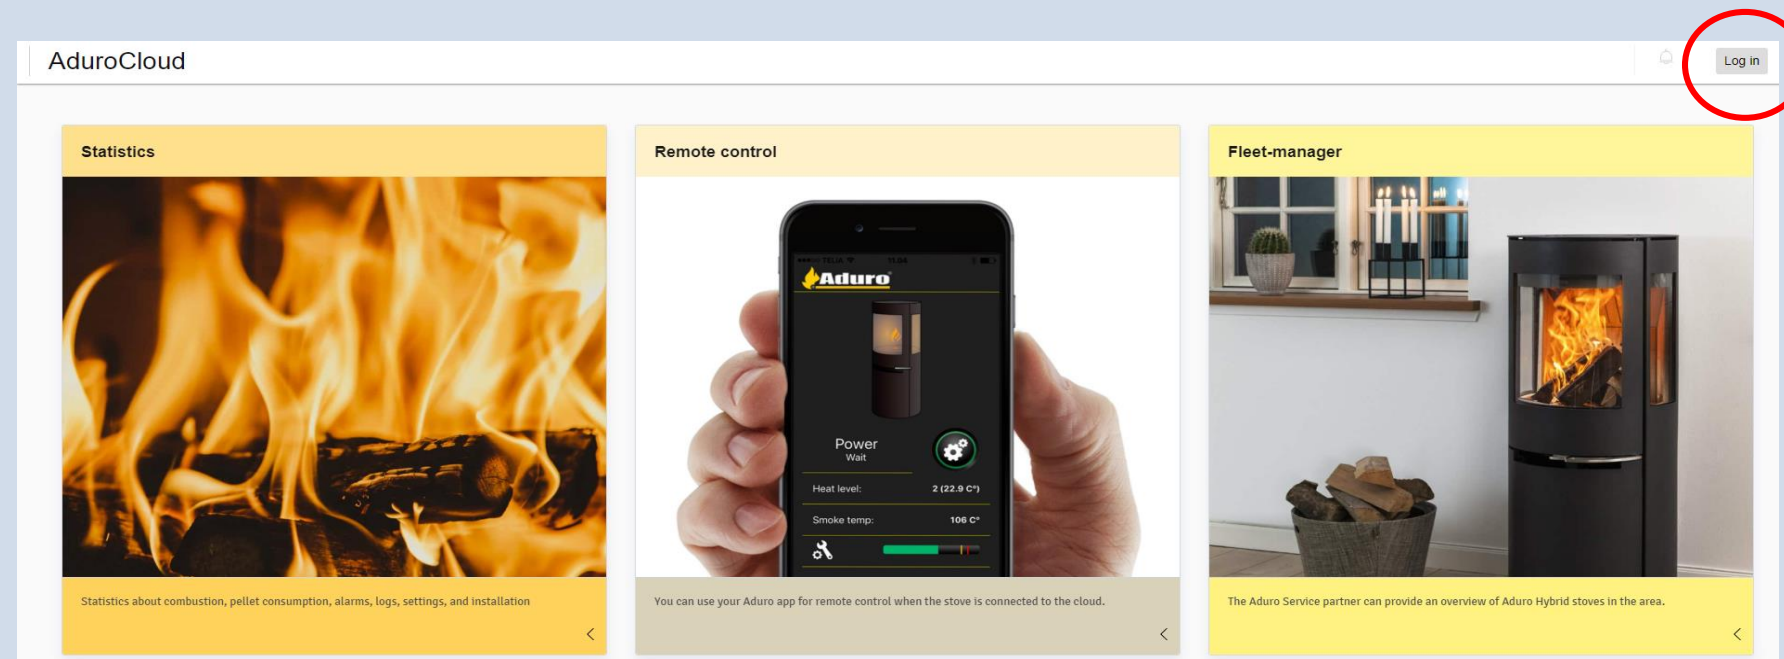 AduroCloud
Log in
Statistics
Remote control
Fleet-manager
TELIA
11.04
Aduro
Power
Wait
Heat level: 2 (22.9 C°)
Smoke temp: 106 C°
Statistics about combustion, pellet consumption, alarms, logs, settings, and installation
You can use your Aduro app for remote control when the stove is connected to the cloud.
The Aduro Service partner can provide an overview of Aduro Hybrid stoves in the area.